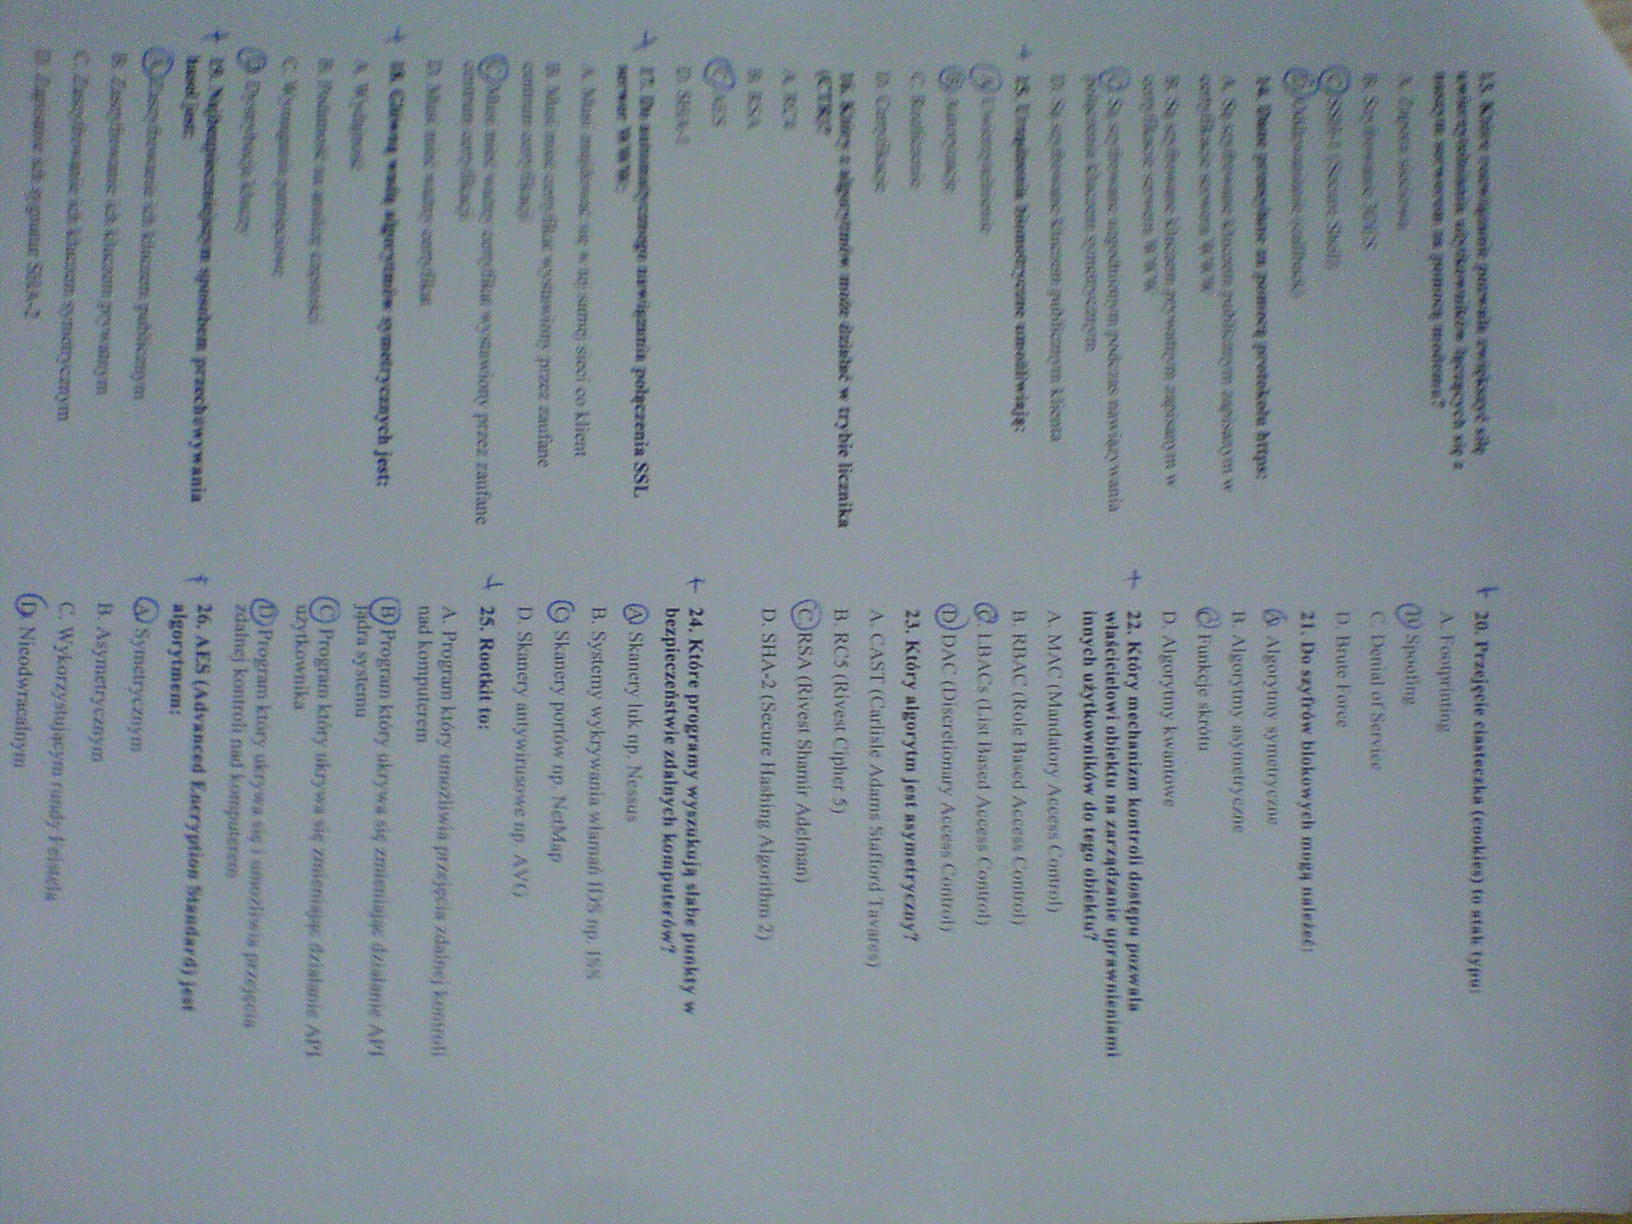 13. Które rozwiązanie pozwala zwiększyć siłę
uwierzytelniania użytkowników łączących się z
naszym serwerem za pomocą modemu?
A. Zapora sieciowa
B. Szyfrowanie 3DES
C. SSH-1 (Secure Shell)
D. Oddzwanianie (callback)
14. Dane przesyłane za pomocą protokołu https:
A. Są szyfrowane kluczem publicznym zapisanym w
certyfikacie serwera WWW
B. Są szyfrowane kluczem prywatnym zapisanym w
certyfikacie serwera WWW
C. Są szyfrowane uzgodnionym podczas nawiązywania
połączenia kluczem symetrycznym
D. Są szyfrowane kluczem publicznym klienta
+ 15. Urządzenia biometryczne umożliwiają:
A. Uwierzytelnienie
B. Autoryzację
C. Rozliczenie
D. Certyfikację
16. Który z algorytmów może działać w trybie licznika
(CTR)?
A. RC4
B. RSA
C. AES
D. SHA-1
+ 17. Do automatycznego nawiązania połączenia SSL
serwer WWW:
A. Musi znajdować się w tej samej sieci co klient
B. Musi mieć certyfikat wystawiony przez zaufane
centrum certyfikacji
C. Musi mieć ważny certyfikat wystawiony przez zaufane
centrum certyfikacji
D. Musi mieć ważny certyfikat
+ 18. Główną wadą algorytmów symetrycznych jest:
A. Wydajność
B. Podatność na analizę częstości
C. Wymagania pamięciowe
D. Dystrybucja kluczy
+ 19. Najbezpieczniejszym sposobem przechowywania
haseł jest:
A. Zaszyfrowanie ich kluczem publicznym
B. Zaszyfrowanie ich kluczem prywatnym
C. Zaszyfrowanie ich kluczem symetrycznym
D. Zapisanie ich sygnatur SHA-2
+ 20. Przejęcie ciasteczka (cookies) to atak typu:
A. Footprinting
B. Spoofing
C. Denial of Service
D. Brute Force
21. Do szyfrów blokowych mogą należeć:
A. Algorytmy symetryczne
B. Algorytmy asymetryczne
C. Funkcje skrótu
D. Algorytmy kwantowe
+ 22. Który mechanizm kontroli dostępu pozwala
właścicielowi obiektu na zarządzanie uprawnieniami
innych użytkowników do tego obiektu?
A. MAC (Mandatory Access Control)
B. RBAC (Role Based Access Control)
C. LBACs (List Based Access Control)
D. DAC (Discretionary Access Control)
23. Który algorytm jest asymetryczny?
A. CAST (Carlisle Adams Stafford Tavares)
B. RC5 (Rivest Cipher 5)
C. RSA (Rivest Shamir Adelman)
D. SHA-2 (Secure Hashing Algorithm 2)
+ 24. Które programy wyszukują słabe punkty w
bezpieczeństwie zdalnych komputerów?
A. Skanery luk np. Nessus
B. Systemy wykrywania włamań IDS np. ISS
C. Skanery portów np. NetMap
D. Skanery antywirusowe np. AVG
+ 25. Rootkit to:
A. Program który umożliwia przejęcia zdalnej kontroli
nad komputerem
B. Program który ukrywa się zmieniając działanie API
jądra systemu
C. Program który ukrywa się zmieniając działanie API
użytkownika
D. Program który ukrywa się i umożliwia przejęcia
zdalnej kontroli nad komputerem
+ 26. AES (Advanced Encryption Standard) jest
algorytmem:
A. Symetrycznym
B. Asymetrycznym
C. Wykorzystującym rundy Feistela
D. Nieodwracalnym